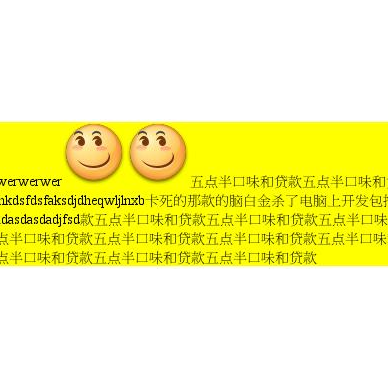 werwerwer 五点半口味和贷款五点半口味和
nkdsfdsfaksdjdheqwljlnxb卡死的那款的脑白金杀了电脑上开发包
dasdasdadjfsd款五点半口味和贷款五点半口味和贷款五点半口味
点半口味和贷款五点半口味和贷款五点半口味和贷款五点半口味
点半口味和贷款五点半口味和贷款五点半口味和贷款